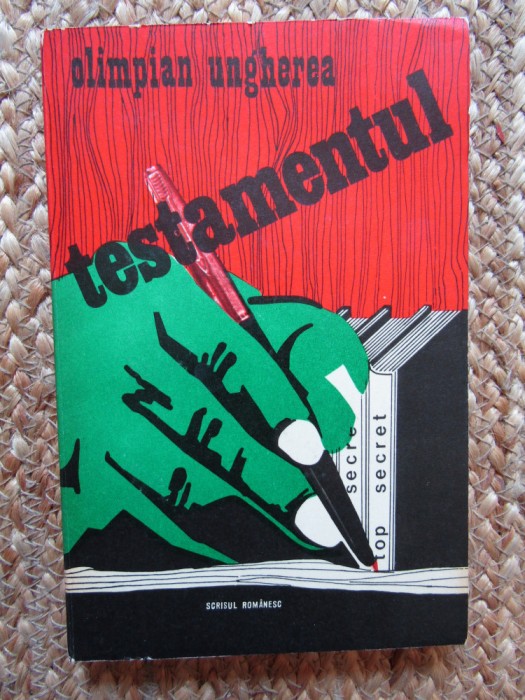 olimpian ungherea
testamentul
secre
top secret
SCRISUL ROMÂNESC